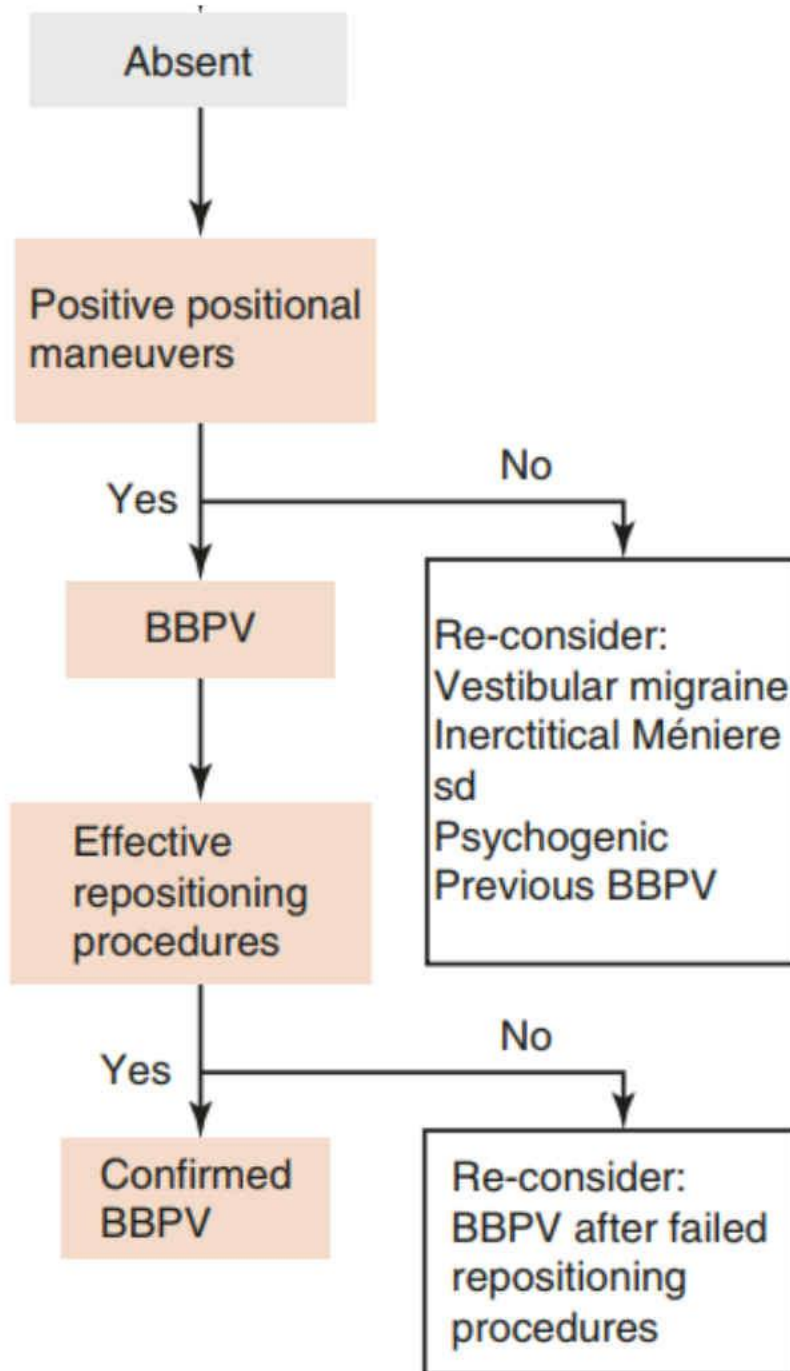 Absent
Positive positional
maneuvers
Yes
No
BBPV
Re-consider:
Vestibular migraine
Inerctitical Méniere
sd
Psychogenic
Previous BBPV
Effective
repositioning
procedures
Yes
No
Confirmed
BBPV
Re-consider:
BBPV after failed
repositioning
procedures